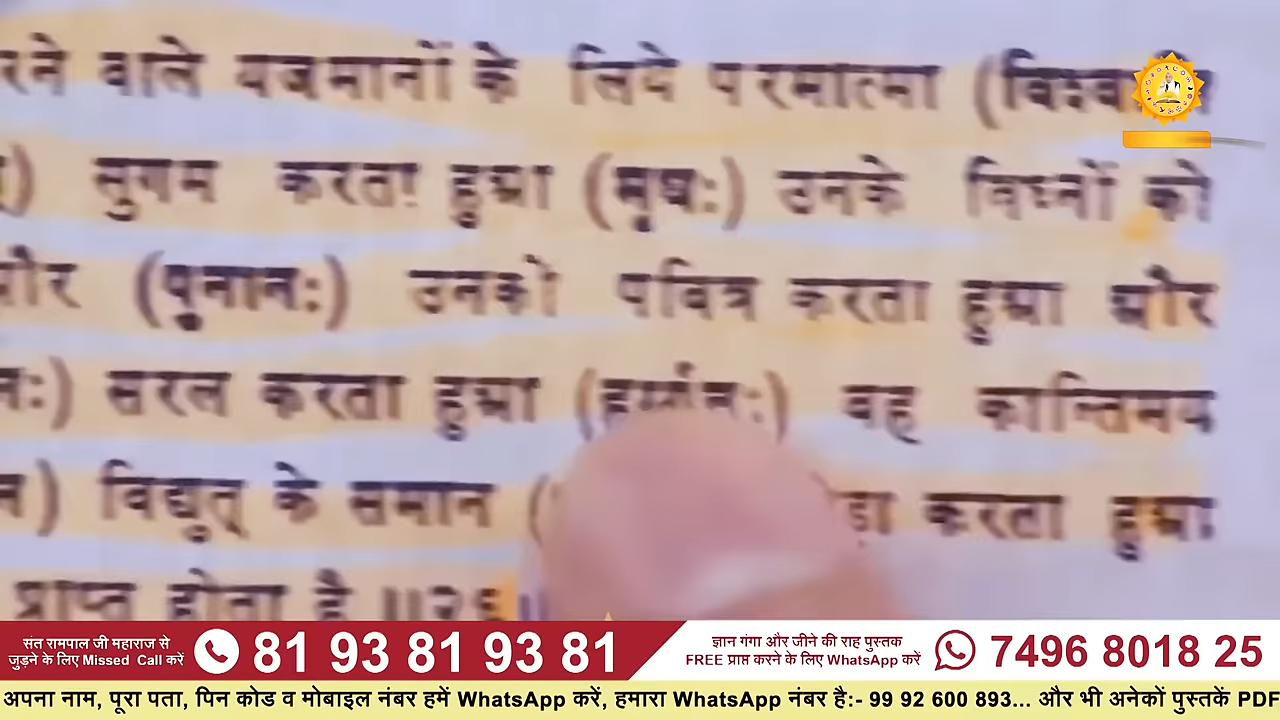 रने वाले यजमानों के लिये परमात्मा
सुगम करता हुआ (मृधः) उनके विघ्नों को
और (पुनानः) उनको पवित्र करता हुआ और
सरल करता हुआ वह कान्तिमय
विद्युत् के समान करता हुआ
प्राप्त होता है ॥२६॥
संत रामपाल जी महाराज से
जुड़ने के लिए Missed Call करें
81 93 81 93 81
ज्ञान गंगा और जीने की राह पुस्तक
FREE प्राप्त करने के लिए WhatsApp करें
7496 8018 25
अपना नाम, पूरा पता, पिन कोड व मोबाइल नंबर हमें WhatsApp करें, हमारा WhatsApp नंबर है:- 99 92 600 893... और भी अनेकों पुस्तकें PDF